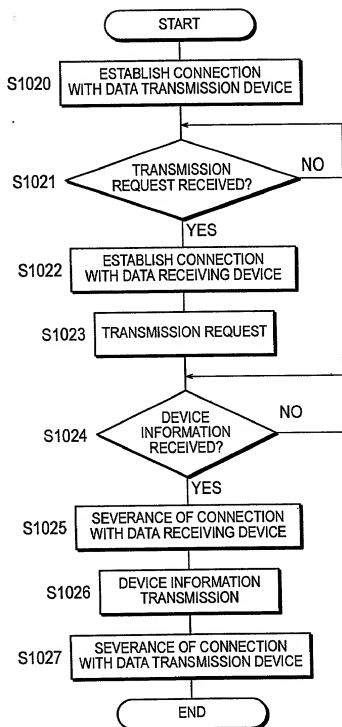 START
S1020
ESTABLISH CONNECTION
WITH DATA TRANSMISSION DEVICE
S1021
TRANSMISSION
REQUEST RECEIVED?
NO
YES
S1022
ESTABLISH CONNECTION
WITH DATA RECEIVING DEVICE
S1023
TRANSMISSION REQUEST
S1024
DEVICE
INFORMATION
RECEIVED?
NO
YES
S1025
SEVERANCE OF CONNECTION
WITH DATA RECEIVING DEVICE
S1026
DEVICE INFORMATION
TRANSMISSION
S1027
SEVERANCE OF CONNECTION
WITH DATA TRANSMISSION DEVICE
END